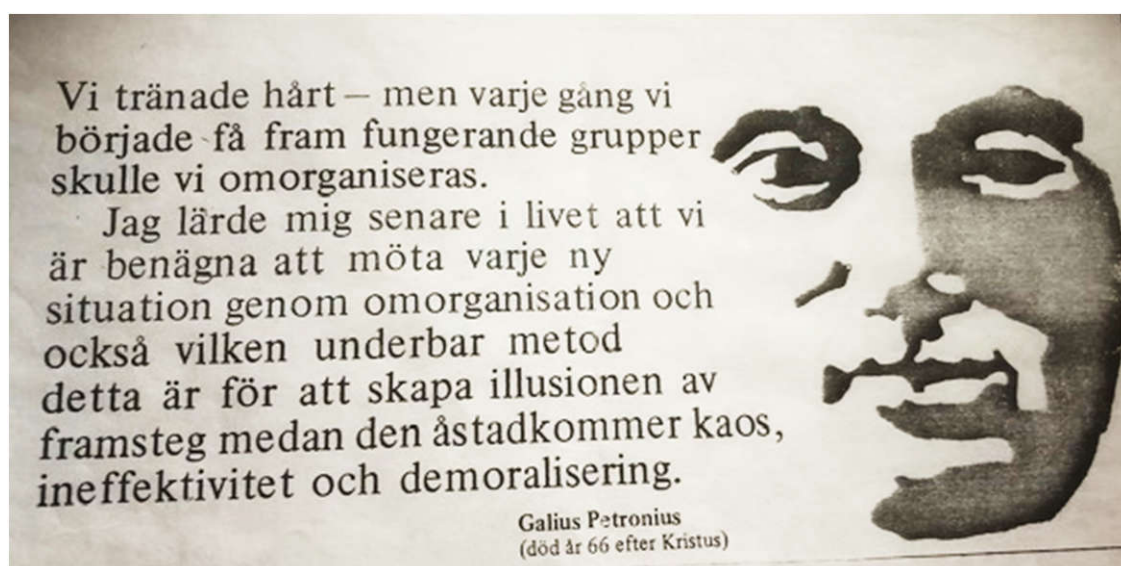 Vi tränade hårt — men varje gång vi
började få fram fungerande grupper
skulle vi omorganiseras.
Jag lärde mig senare i livet att vi
är benägna att möta varje ny
situation genom omorganisation och
också vilken underbar metod
detta är för att skapa illusionen av
framsteg medan den åstadkommer kaos,
ineffektivitet och demoralisering.
Galius Petronius
(död år 66 efter Kristus)